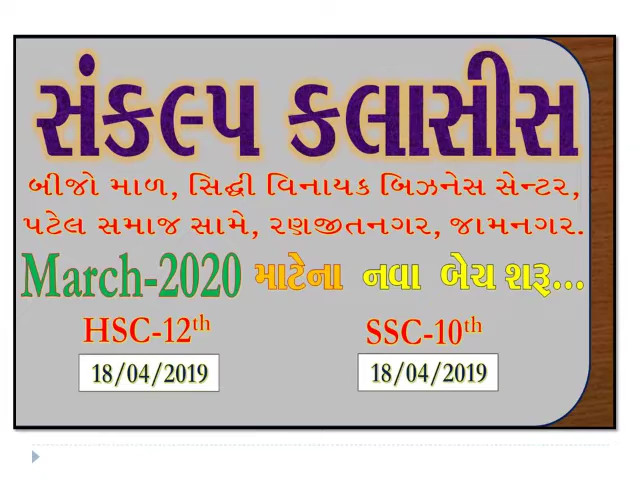 સંકલ્પ કલાસીસ
બીજો માળ, સિદ્ધી વિનાયક બિઝનેસ સેન્ટર,
પટેલ સમાજ સામે, રણજીતનગર, જામનગર.
March-2020 માટેના નવા બેચ શરૂ...
HSC-12th SSC-10th
18/04/2019 18/04/2019